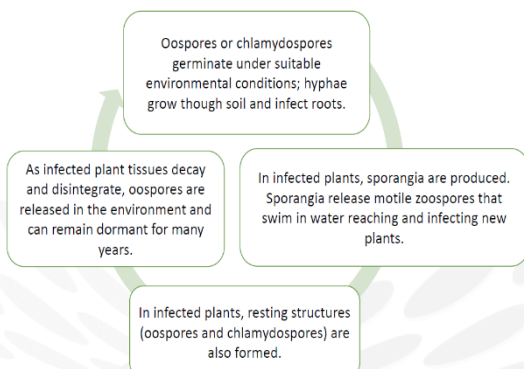 Oospores or chlamydospores
germinate under suitable
environmental conditions; hyphae
grow though soil and infect roots.
In infected plants, sporangia are produced.
Sporangia release motile zoospores that
swim in water reaching and infecting new
plants.
In infected plants, resting structures
(oospores and chlamydospores) are
also formed.
As infected plant tissues decay
and disintegrate, oospores are
released in the environment and
can remain dormant for many
years.